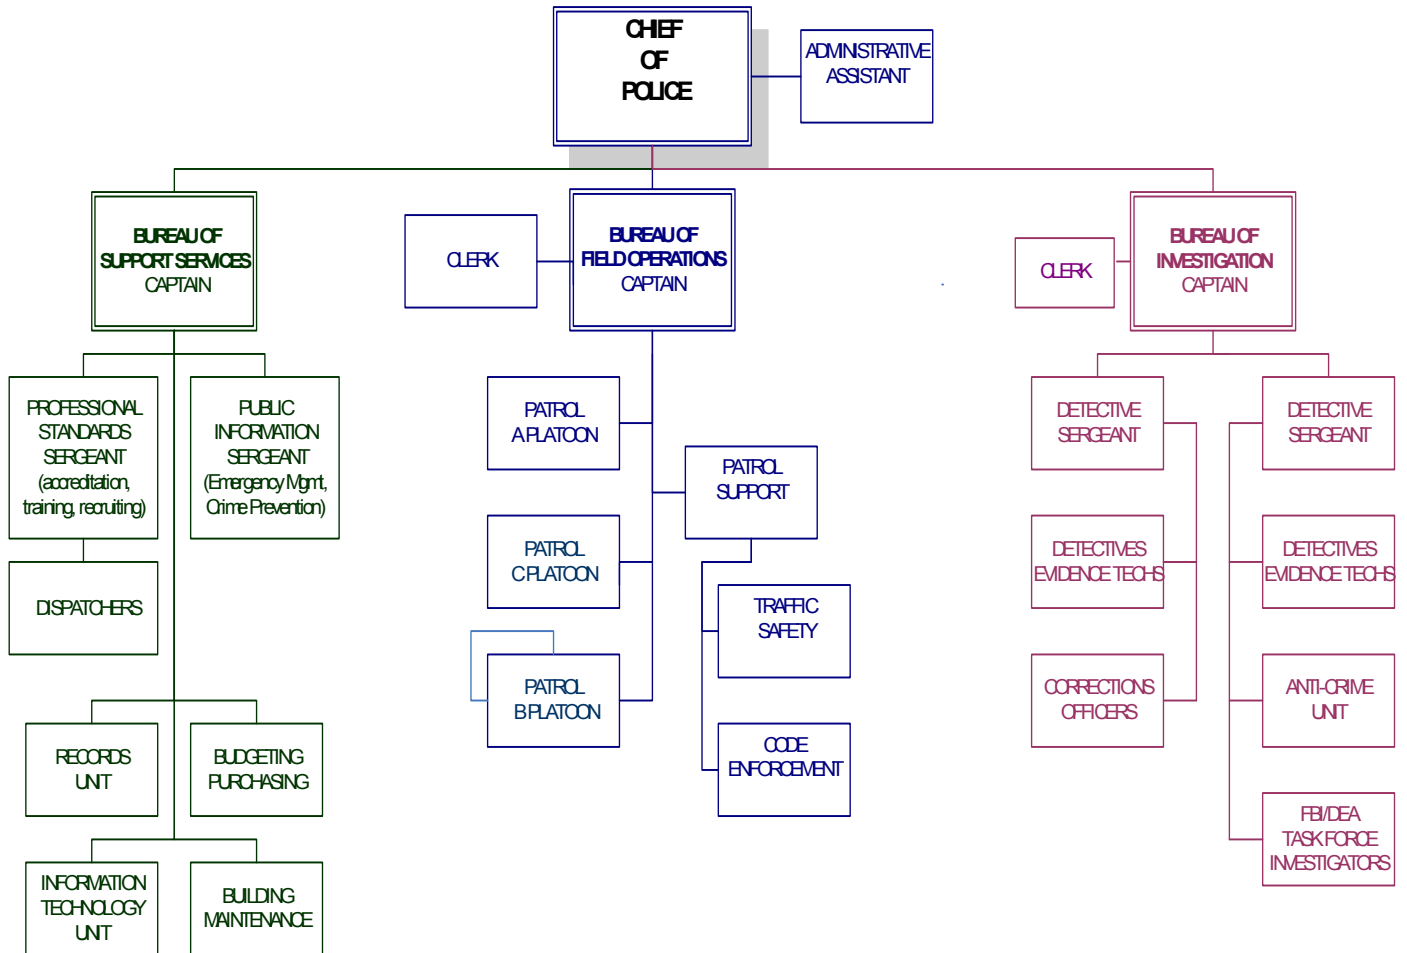 CHIEF
OF
POLICE
ADMINISTRATIVE
ASSISTANT
BUREAU OF
SUPPORT SERVICES
CAPTAIN
CLERK
BUREAU OF
FIELD OPERATIONS
CAPTAIN
CLERK
BUREAU OF
INVESTIGATION
CAPTAIN
PROFESSIONAL
STANDARDS
SERGEANT
(accreditation,
training, recruiting)
PUBLIC
INFORMATION
SERGEANT
(Emergency Mgmt,
Crime Prevention)
DISPATCHERS
RECORDS
UNIT
BUDGETING
PURCHASING
INFORMATION
TECHNOLOGY
UNIT
BUILDING
MAINTENANCE
PATROL
A PLATOON
PATROL
SUPPORT
PATROL
C PLATOON
TRAFFIC
SAFETY
PATROL
B PLATOON
CODE
ENFORCEMENT
DETECTIVE
SERGEANT
DETECTIVES
EVIDENCE TECHS
CORRECTIONS
OFFICERS
DETECTIVE
SERGEANT
DETECTIVES
EVIDENCE TECHS
ANTI-CRIME
UNIT
FBI/DEA
TASK FORCE
INVESTIGATORS